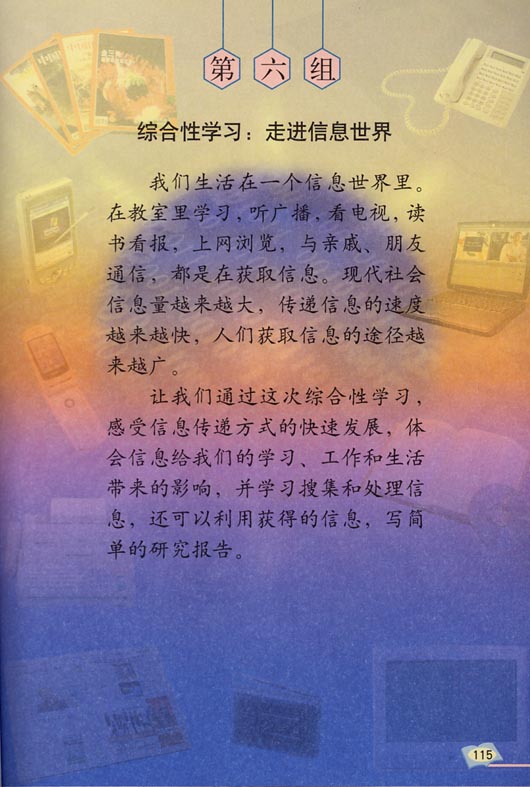 第六组
综合性学习：走进信息世界
我们生活在一个信息世界里。
在教室里学习，听广播，看电视，读
书看报，上网浏览，与亲戚、朋友
通信，都是在获取信息。现代社会
信息量越来越大，传递信息的速度
越来越快，人们获取信息的途径越
来越广。
让我们通过这次综合性学习，
感受信息传递方式的快速发展，体
会信息给我们的学习、工作和生活
带来的影响，并学习搜集和处理信
息，还可以利用获得的信息，写简
单的研究报告。
115